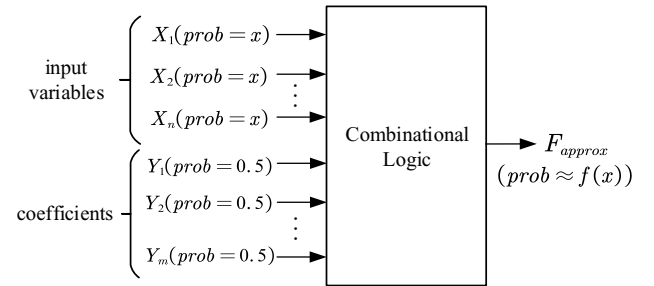 input
variables
X₁(prob = x)
X₂(prob = x)
⋮
Xₙ(prob = x)
coefficients
Y₁(prob = 0.5)
Y₂(prob = 0.5)
⋮
Yₘ(prob = 0.5)
Combinational
Logic
F_approx
(prob ≈ f(x))